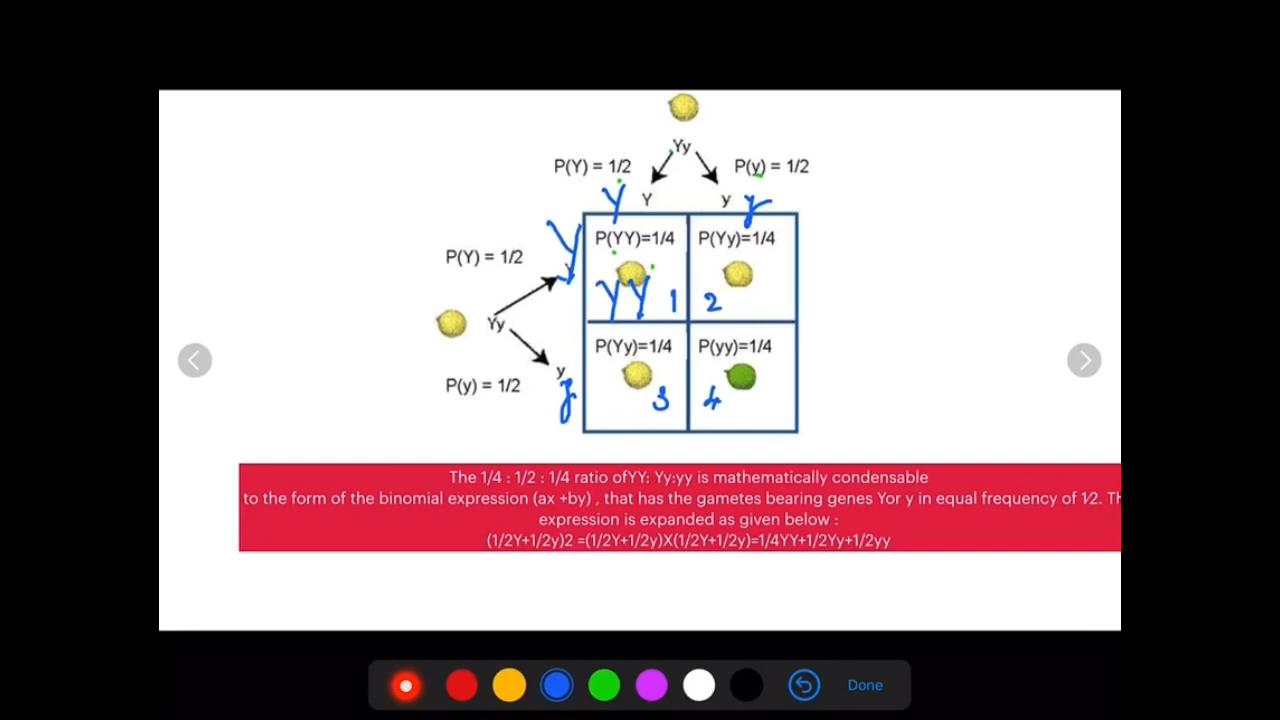 Yy
P(Y) = 1/2
P(y) = 1/2
Y
y
Y
y
P(Y) = 1/2
Y
P(YY)=1/4
P(Yy)=1/4
YY 1
2
Yy
P(Yy)=1/4
P(yy)=1/4
P(y) = 1/2
y
y
3
4
The 1/4 : 1/2 : 1/4 ratio ofYY: Yy:yy is mathematically condensable
to the form of the binomial expression (ax +by) , that has the gametes bearing genes Yor y in equal frequency of 1⁄2. Th
expression is expanded as given below :
(1/2Y+1/2y)2 =(1/2Y+1/2y)X(1/2Y+1/2y)=1/4YY+1/2Yy+1/2yy
Done